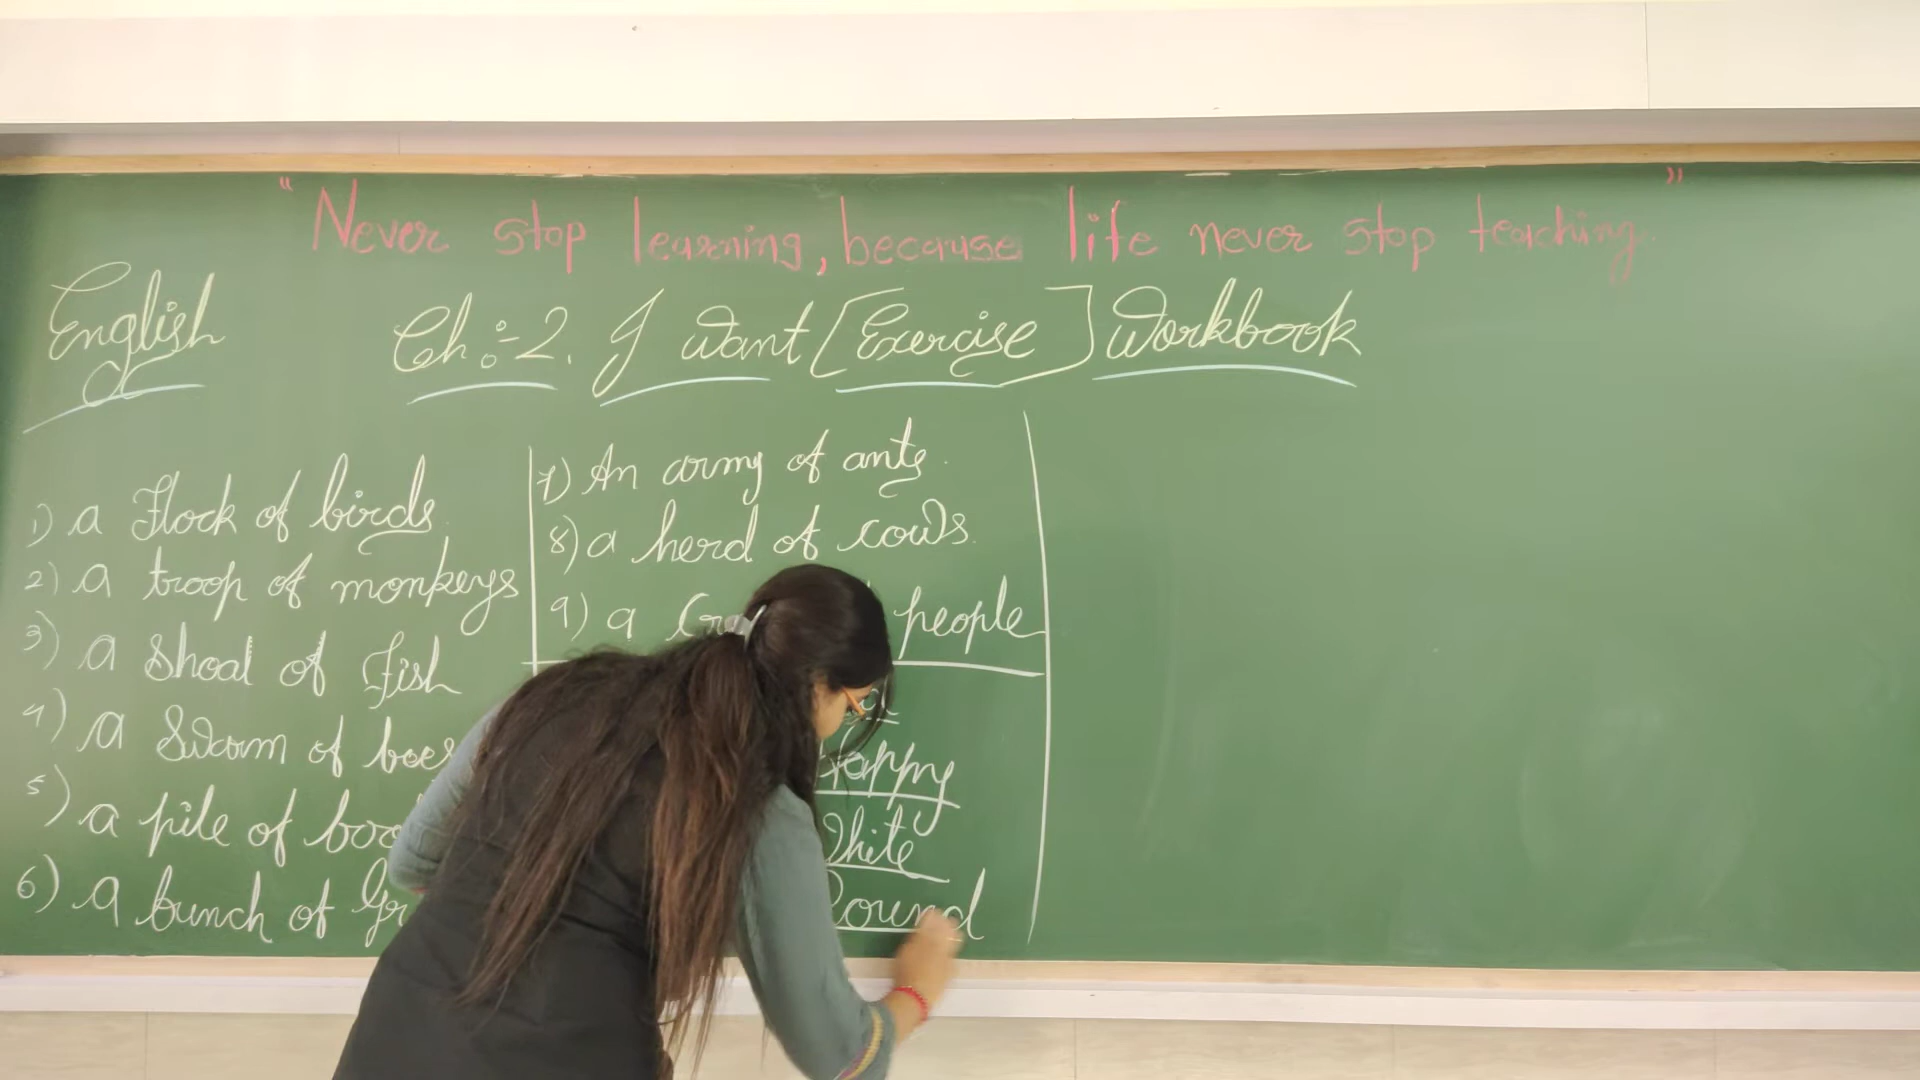 "Never stop learning, because life never stop teaching."
English
Ch :- 2. I want [Exercise] Workbook
1) a Flock of birds.
2) a troop of monkeys
3) a Shoal of Fish
4) a Swarm of bees
5) a pile of boo
6) a bunch of Gr
7) An army of ants.
8) a herd of cows.
9) a people
Happy
White
Round